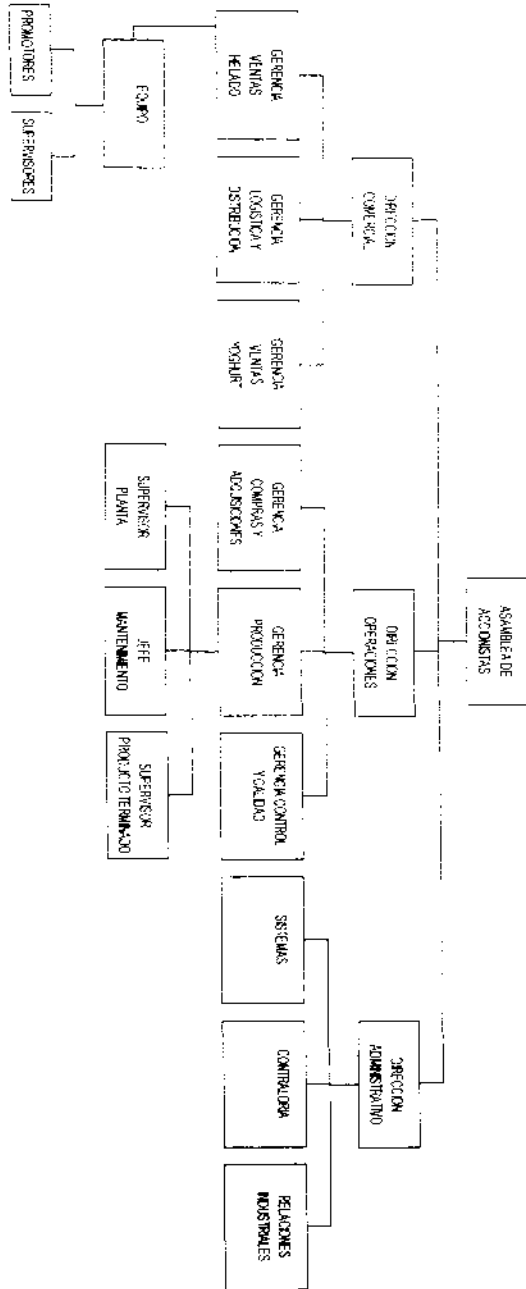 ASAMBLEA DE
ACCIONISTAS
DIRECCION
COMERCIAL
DIRECCION
OPERACIONES
DIRECCION
ADMINISTRATIVO
GERENCIA
VENTAS
HELADO
GERENCIA
LOGISTICA Y
DISTRIBUCION
GERENCIA
VENTAS
YOGHURT
GERENCIA
COMPRAS Y
ADQUISICIONES
GERENCIA
PRODUCCION
GERENCIA CONTROL
Y CALIDAD
SISTEMAS
CONTRALORIA
RELACIONES
INDUSTRIALES
EQUIPO
SUPERVISOR
PLANTA
JEFE
MANTENIMIENTO
SUPERVISOR
PRODUCTO TERMINADO
PROMOTORES
SUPERVISORES